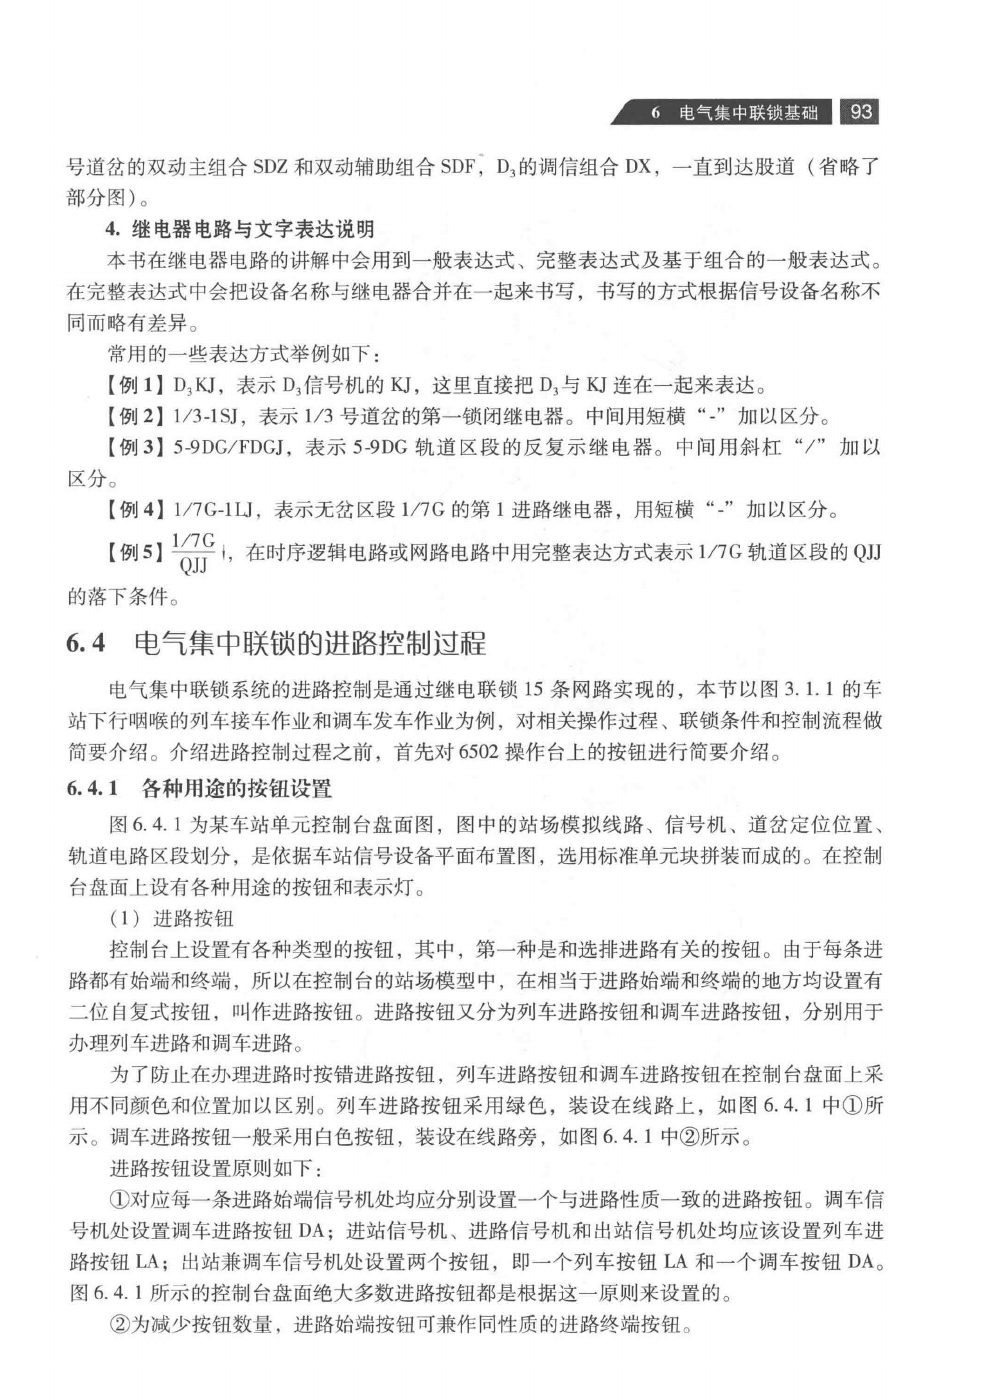 6 电气集中联锁基础 93
号道岔的双动主组合 SDZ 和双动辅助组合 SDF，D₃的调信组合 DX，一直到达股道（省略了
部分图）。
4. 继电器电路与文字表达说明
本书在继电器电路的讲解中会用到一般表达式、完整表达式及基于组合的一般表达式。
在完整表达式中会把设备名称与继电器合并在一起来书写，书写的方式根据信号设备名称不
同而略有差异。
常用的一些表达方式举例如下：
【例 1】D₃KJ，表示 D₃信号机的 KJ，这里直接把 D₃与 KJ 连在一起来表达。
【例 2】1/3-1SJ，表示 1/3 号道岔的第一锁闭继电器。中间用短横“-”加以区分。
【例 3】5-9DG/FDGJ，表示 5-9DG 轨道区段的反复示继电器。中间用斜杠“/”加以
区分。
【例 4】1/7G-1LJ，表示无岔区段 1/7G 的第 1 进路继电器，用短横“-”加以区分。
【例 5】1/7G/QJJ，在时序逻辑电路或网路电路中用完整表达方式表示 1/7G 轨道区段的 QJJ
的落下条件。
6.4 电气集中联锁的进路控制过程
电气集中联锁系统的进路控制是通过继电联锁 15 条网路实现的，本节以图 3.1.1 的车
站下行咽喉的列车接车作业和调车发车作业为例，对相关操作过程、联锁条件和控制流程做
简要介绍。介绍进路控制过程之前，首先对 6502 操作台上的按钮进行简要介绍。
6.4.1 各种用途的按钮设置
图 6.4.1 为某车站单元控制台盘面图，图中的站场模拟线路、信号机、道岔定位位置、
轨道电路区段划分，是依据车站信号设备平面布置图，选用标准单元块拼装而成的。在控制
台盘面上设有各种用途的按钮和表示灯。
（1）进路按钮
控制台上设置有各种类型的按钮，其中，第一种是和选排进路有关的按钮。由于每条进
路都有始端和终端，所以在控制台的站场模型中，在相当于进路始端和终端的地方均设置有
二位自复式按钮，叫作进路按钮。进路按钮又分为列车进路按钮和调车进路按钮，分别用于
办理列车进路和调车进路。
为了防止在办理进路时按错进路按钮，列车进路按钮和调车进路按钮在控制台盘面上采
用不同颜色和位置加以区别。列车进路按钮采用绿色，装设在线路上，如图 6.4.1 中①所
示。调车进路按钮一般采用白色按钮，装设在线路旁，如图 6.4.1 中②所示。
进路按钮设置原则如下：
①对应每一条进路始端信号机处均应分别设置一个与进路性质一致的进路按钮。调车信
号机处设置调车进路按钮 DA；进站信号机、进路信号机和出站信号机处均应该设置列车进
路按钮 LA；出站兼调车信号机处设置两个按钮，即一个列车按钮 LA 和一个调车按钮 DA。
图 6.4.1 所示的控制台盘面绝大多数进路按钮都是根据这一原则来设置的。
②为减少按钮数量，进路始端按钮可兼作同性质的进路终端按钮。